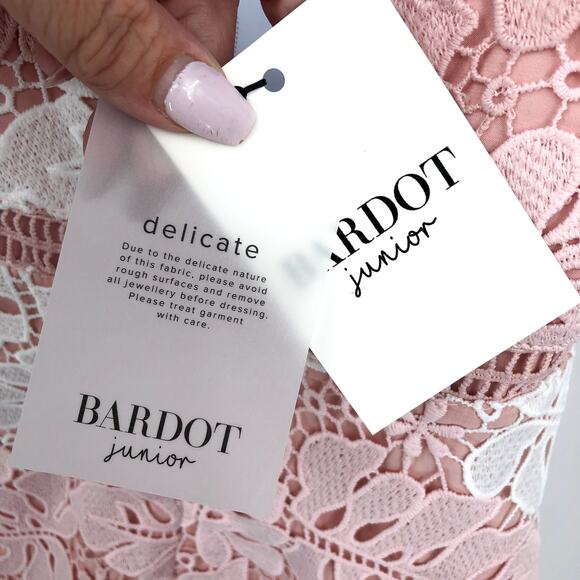 delicate
Due to the delicate nature
of this fabric, please avoid
rough surfaces and remove
all jewellery before dressing.
Please treat garment
with care.
BARDOT
junior
BARDOT
junior